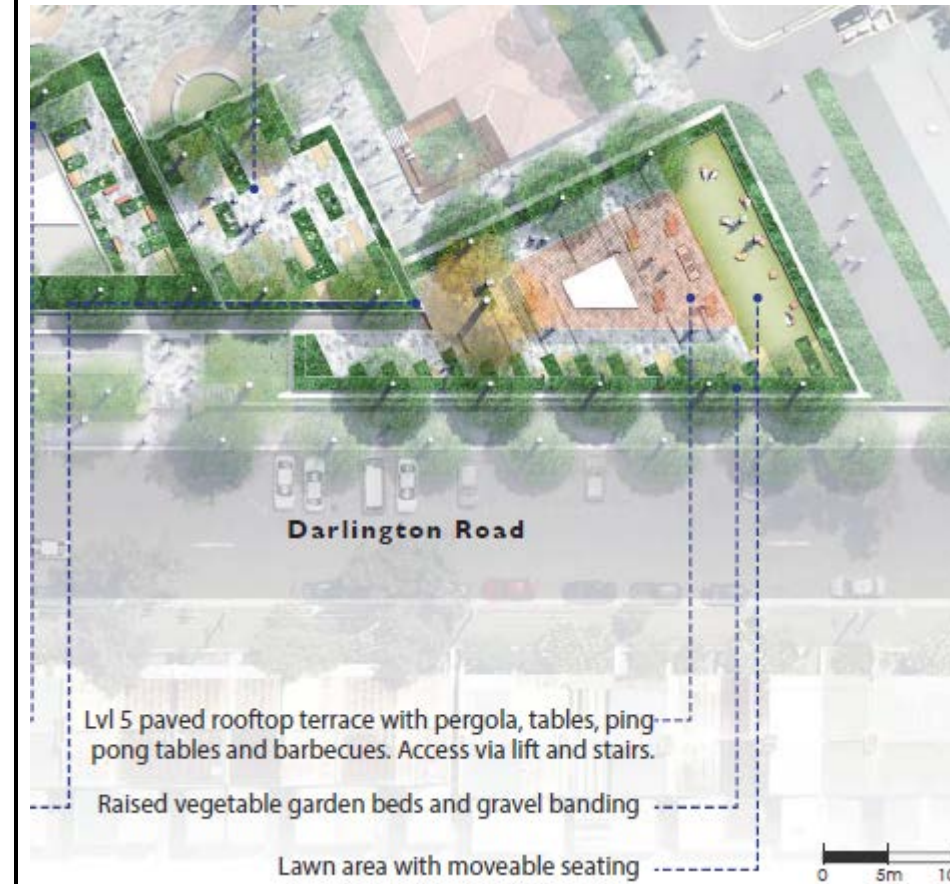 Darlington Road
Lvl 5 paved rooftop terrace with pergola, tables, ping
pong tables and barbecues. Access via lift and stairs.
Raised vegetable garden beds and gravel banding
Lawn area with moveable seating
0 5m